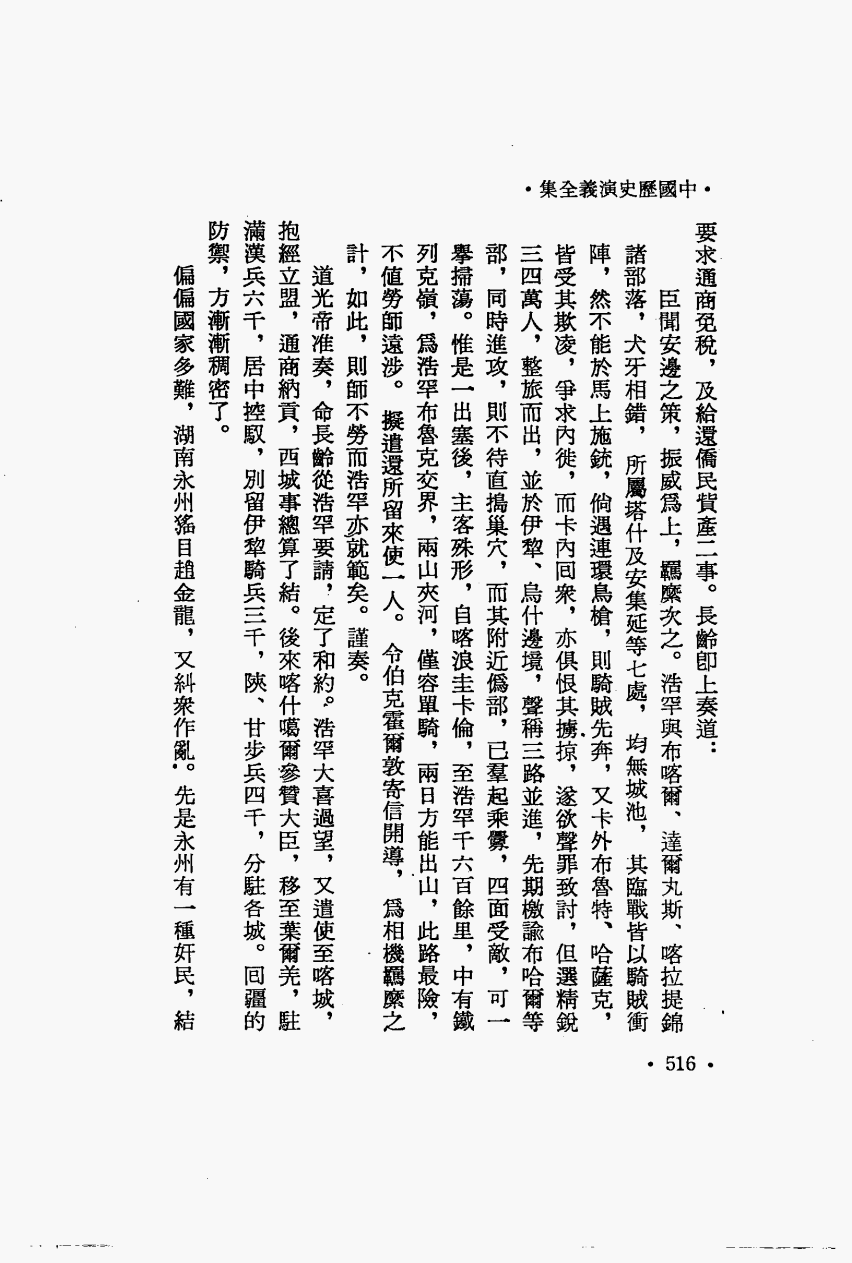 •中國歷史演義全集•
要求通商免稅，及給還僑民貲產二事。長齡卽上奏道：
臣聞安邊之策，振威爲上，羈縻次之。浩罕與布喀爾、達爾丸斯、喀拉提錦
諸部落，犬牙相錯，所屬塔什及安集延等七處，均無城池，其臨戰皆以騎賊衝
陣，然不能於馬上施銃，倘遇連環鳥槍，則騎賊先奔，又卡外布魯特、哈薩克，
皆受其欺凌，爭求內徙，而卡內回衆，亦俱恨其擄掠，遂欲聲罪致討，但選精銳
三四萬人，整旅而出，並於伊犂、烏什邊境，聲稱三路並進，先期檄諭布哈爾等
部，同時進攻，則不待直搗巢穴，而其附近僞部，已羣起乘釁，四面受敵，可一
舉掃蕩。惟是一出塞後，主客殊形，自喀浪圭卡倫，至浩罕千六百餘里，中有鐵
列克嶺，爲浩罕布魯克交界，兩山夾河，僅容單騎，兩日方能出山，此路最險，
不値勞師遠涉。擬遣還所留來使一人。令伯克霍爾敦寄信開導，爲相機羈縻之
計，如此，則師不勞而浩罕亦就範矣。謹奏。
道光帝准奏，命長齡從浩罕要請，定了和約。浩罕大喜過望，又遣使至喀城，
抱經立盟，通商納貢，西城事總算了結。後來喀什噶爾參贊大臣，移至葉爾羌，駐
滿漢兵六千，居中控馭，別留伊犂騎兵三千，陝、甘步兵四千，分駐各城。回疆的
防禦，方漸漸稠密了。
偏偏國家多難，湖南永州猺目趙金龍，又糾衆作亂。先是永州有一種奸民，結
•516•